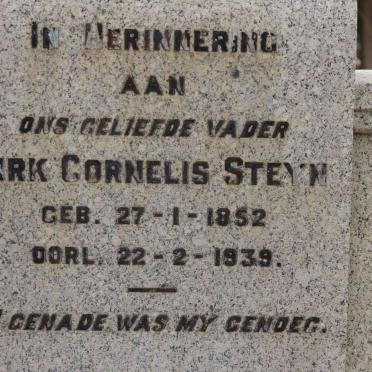 IN HERINNERING
AAN
ONS GELIEFDE VADER
CORNELIS STEYN
GEB. 27-1-1852
OORL. 22-2-1939.
GENADE WAS MY GENOEG.